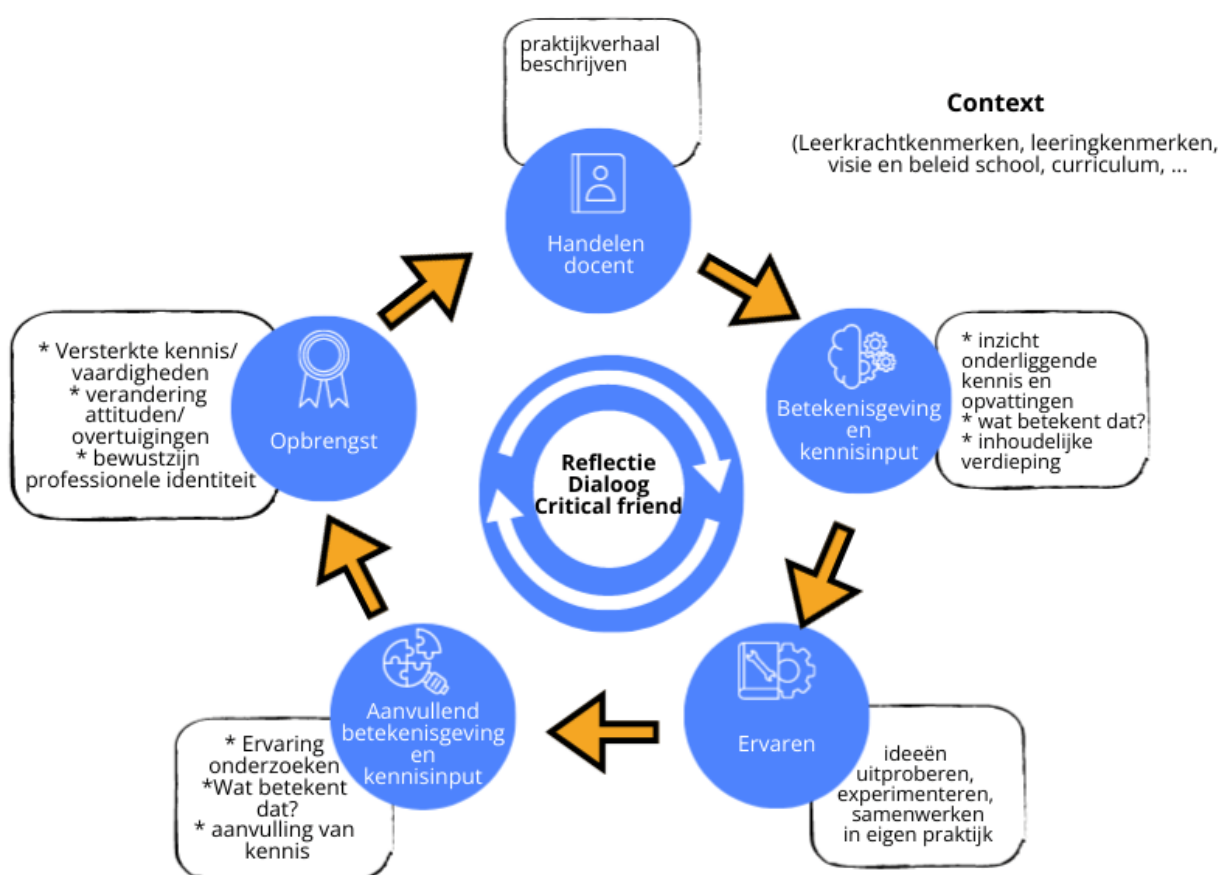 praktijkverhaal
beschrijven
Context
(Leerkrachtkenmerken, leeringkenmerken,
visie en beleid school, curriculum, ...
Handelen
docent
Betekenisgeving
en
kennisinput
* inzicht
onderliggende
kennis en
opvattingen
* wat betekent dat?
* inhoudelijke
verdieping
Ervaren
ideeën
uitproberen,
experimenteren,
samenwerken
in eigen praktijk
Aanvullend
betekenisgeving
en
kennisinput
* Ervaring
onderzoeken
*Wat betekent
dat?
* aanvulling van
kennis
Opbrengst
* Versterkte kennis/
vaardigheden
* verandering
attituden/
overtuigingen
* bewustzijn
professionele identiteit
Reflectie
Dialoog
Critical friend